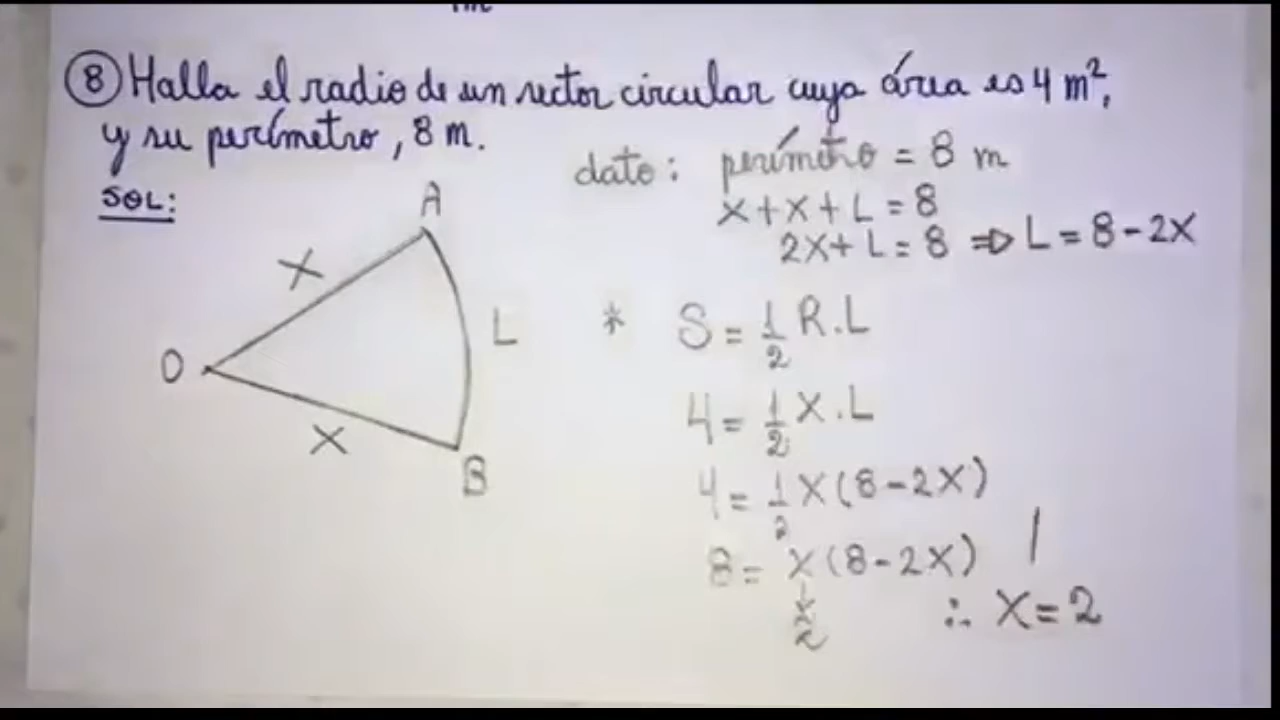 ⑧ Halla el radio de un sector circular cuya área es 4 m²,
y su perímetro, 8 m.
dato: perímetro = 8 m
SOL:
x + x + L = 8
2x + L = 8 ⇒ L = 8 - 2x
A
x
L
O
x
B
* S = 1/2 R.L
4 = 1/2 x.L
4 = 1/2 x(8-2x)
8 = x(8-2x)
x
2
∴ x = 2